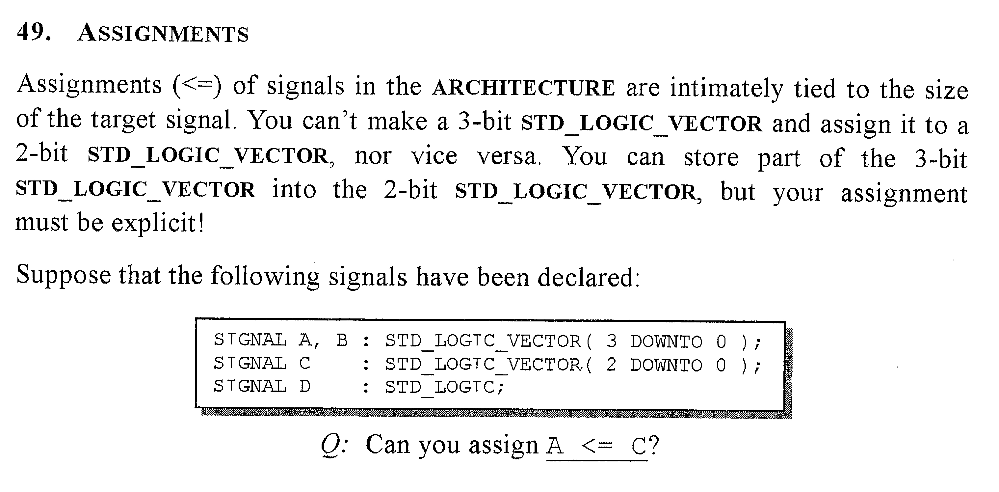 49. ASSIGNMENTS
Assignments (<=) of signals in the ARCHITECTURE are intimately tied to the size
of the target signal. You can't make a 3-bit STD_LOGIC_VECTOR and assign it to a
2-bit STD_LOGIC_VECTOR, nor vice versa. You can store part of the 3-bit
STD_LOGIC_VECTOR into the 2-bit STD_LOGIC_VECTOR, but your assignment
must be explicit!
Suppose that the following signals have been declared:
SIGNAL A, B : STD_LOGIC_VECTOR( 3 DOWNTO 0 );
SIGNAL C : STD_LOGIC_VECTOR( 2 DOWNTO 0 );
SIGNAL D : STD_LOGIC;
Q: Can you assign A <= C?